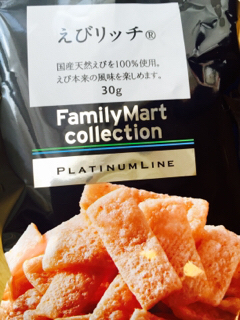 えびリッチ®
国産天然えびを100%使用。
えび本来の風味を楽しめます。
30g
FamilyMart
collection
PLATINUMLINE